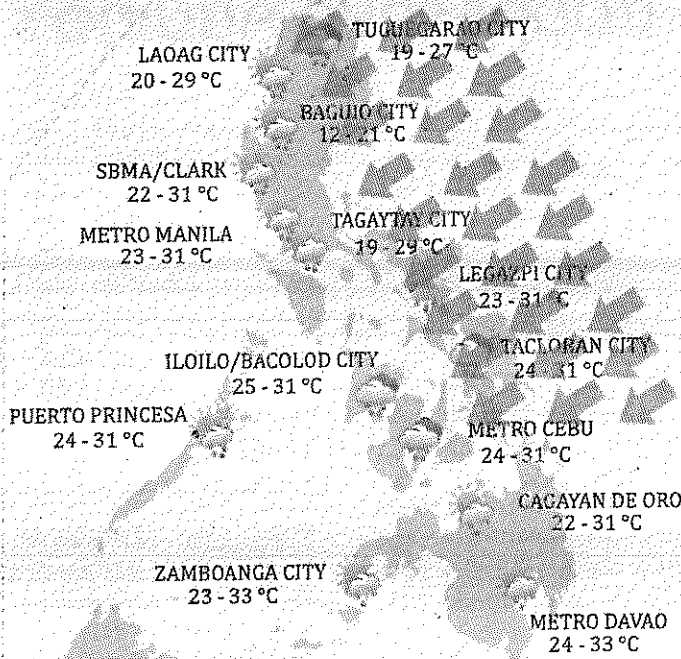 TUGUEGARAO CITY
19 - 27 °C
LAOAG CITY
20 - 29 °C
BAGUIO CITY
12 - 21 °C
SBMA/CLARK
22 - 31 °C
TAGAYTAY CITY
19 - 29 °C
METRO MANILA
23 - 31 °C
LEGAZPI CITY
23 - 31 °C
TACLOBAN CITY
24 - 31 °C
ILOILO/BACOLOD CITY
25 - 31 °C
PUERTO PRINCESA
24 - 31 °C
METRO CEBU
24 - 31 °C
CAGAYAN DE ORO
22 - 31 °C
ZAMBOANGA CITY
23 - 33 °C
METRO DAVAO
24 - 33 °C